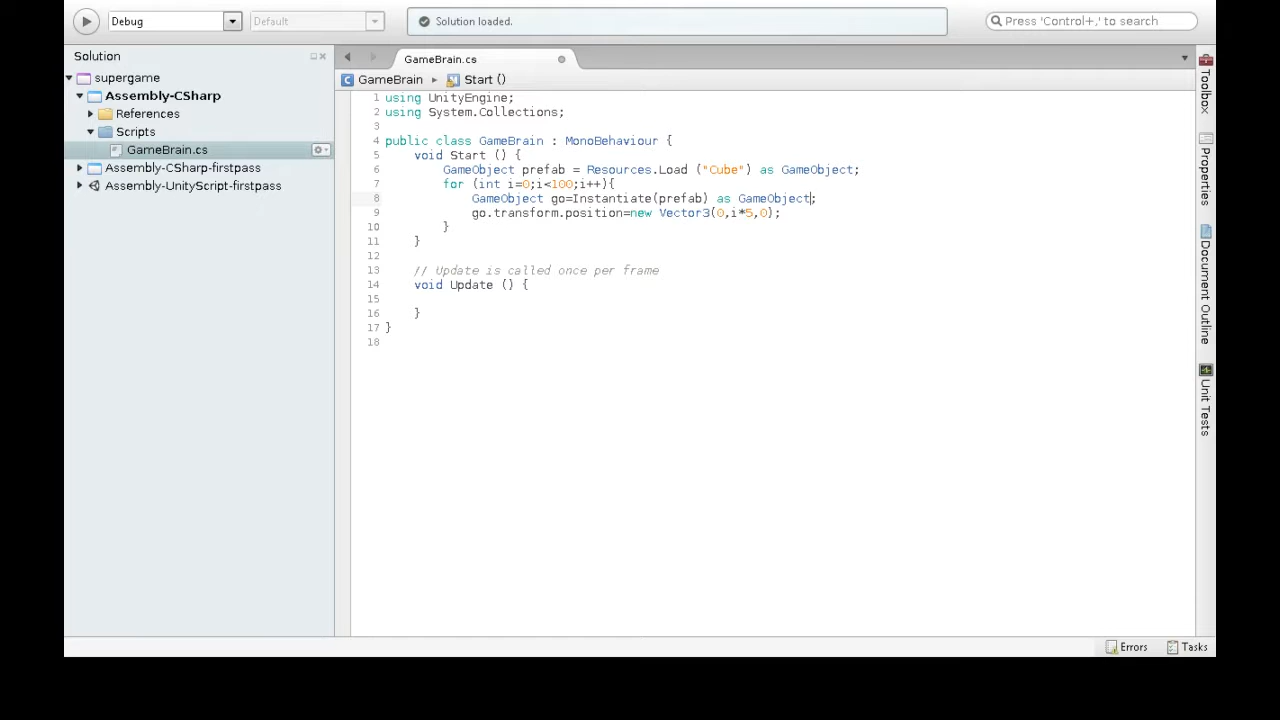 Debug
Default
Solution loaded.
Press 'Control+,' to search
Solution
supergame
Assembly-CSharp
References
Scripts
GameBrain.cs
Assembly-CSharp-firstpass
Assembly-UnityScript-firstpass
GameBrain.cs
GameBrain
Start ()
1 using UnityEngine;
2 using System.Collections;
3
4 public class GameBrain : MonoBehaviour {
5 void Start () {
6 GameObject prefab = Resources.Load ("Cube") as GameObject;
7 for (int i=0;i<100;i++){
8 GameObject go=Instantiate(prefab) as GameObject;
9 go.transform.position=new Vector3(0,i*5,0);
10 }
11 }
12
13 // Update is called once per frame
14 void Update () {
15
16 }
17 }
18
Toolbox
Properties
Document Outline
Unit Tests
Errors
Tasks